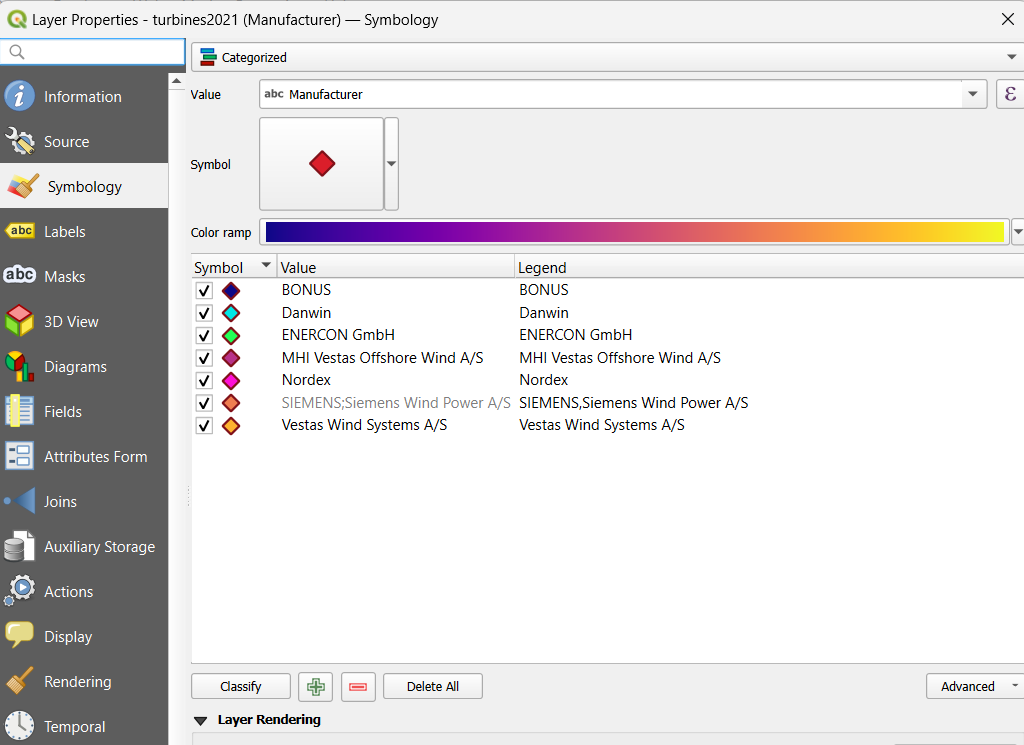 Layer Properties - turbines2021 (Manufacturer) — Symbology
Categorized
Information
Value
abc Manufacturer
ε
Source
Symbol
Symbology
abc Labels
Color ramp
abc Masks
Symbol Value Legend
BONUS BONUS
3D View
Danwin Danwin
ENERCON GmbH ENERCON GmbH
MHI Vestas Offshore Wind A/S MHI Vestas Offshore Wind A/S
Diagrams
Nordex Nordex
SIEMENS;Siemens Wind Power A/S SIEMENS,Siemens Wind Power A/S
Fields
Vestas Wind Systems A/S Vestas Wind Systems A/S
Attributes Form
Joins
Auxiliary Storage
Actions
Display
Rendering
Classify
Delete All
Advanced
Temporal
Layer Rendering